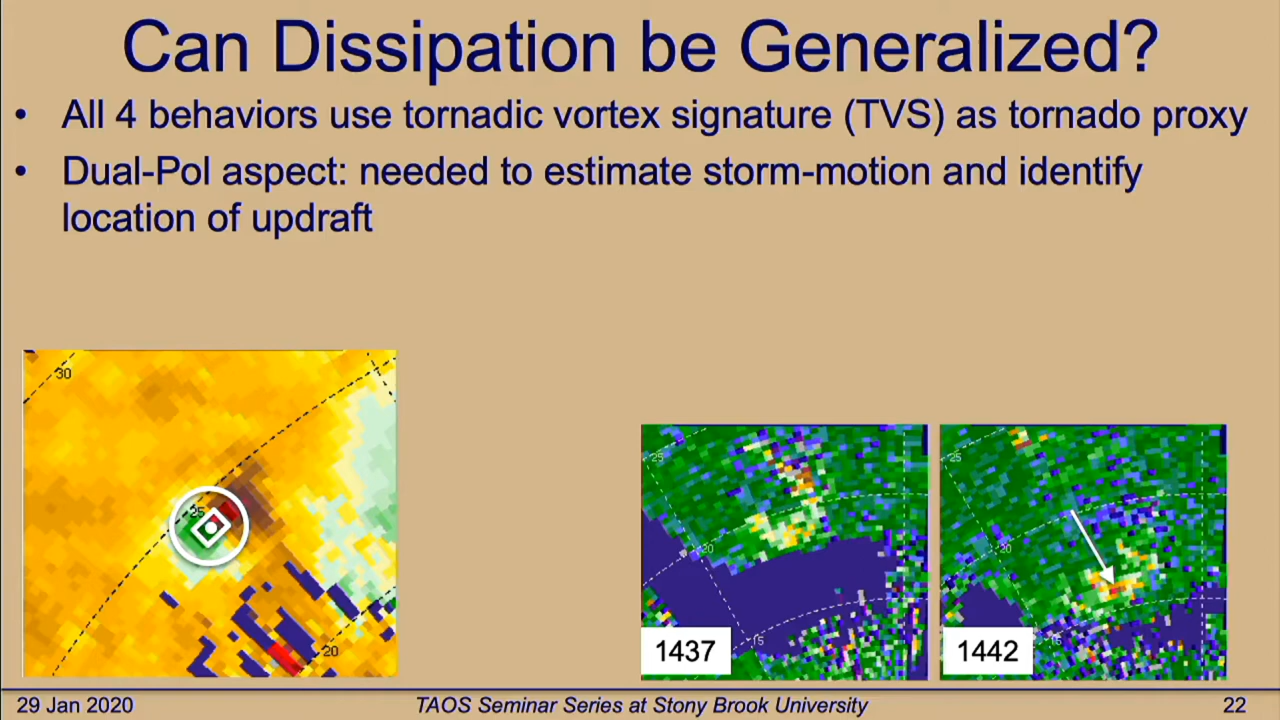 Can Dissipation be Generalized?
• All 4 behaviors use tornadic vortex signature (TVS) as tornado proxy
• Dual-Pol aspect: needed to estimate storm-motion and identify
location of updraft
30
25
20
25
20
15
1437
25
20
15
1442
29 Jan 2020
TAOS Seminar Series at Stony Brook University
22